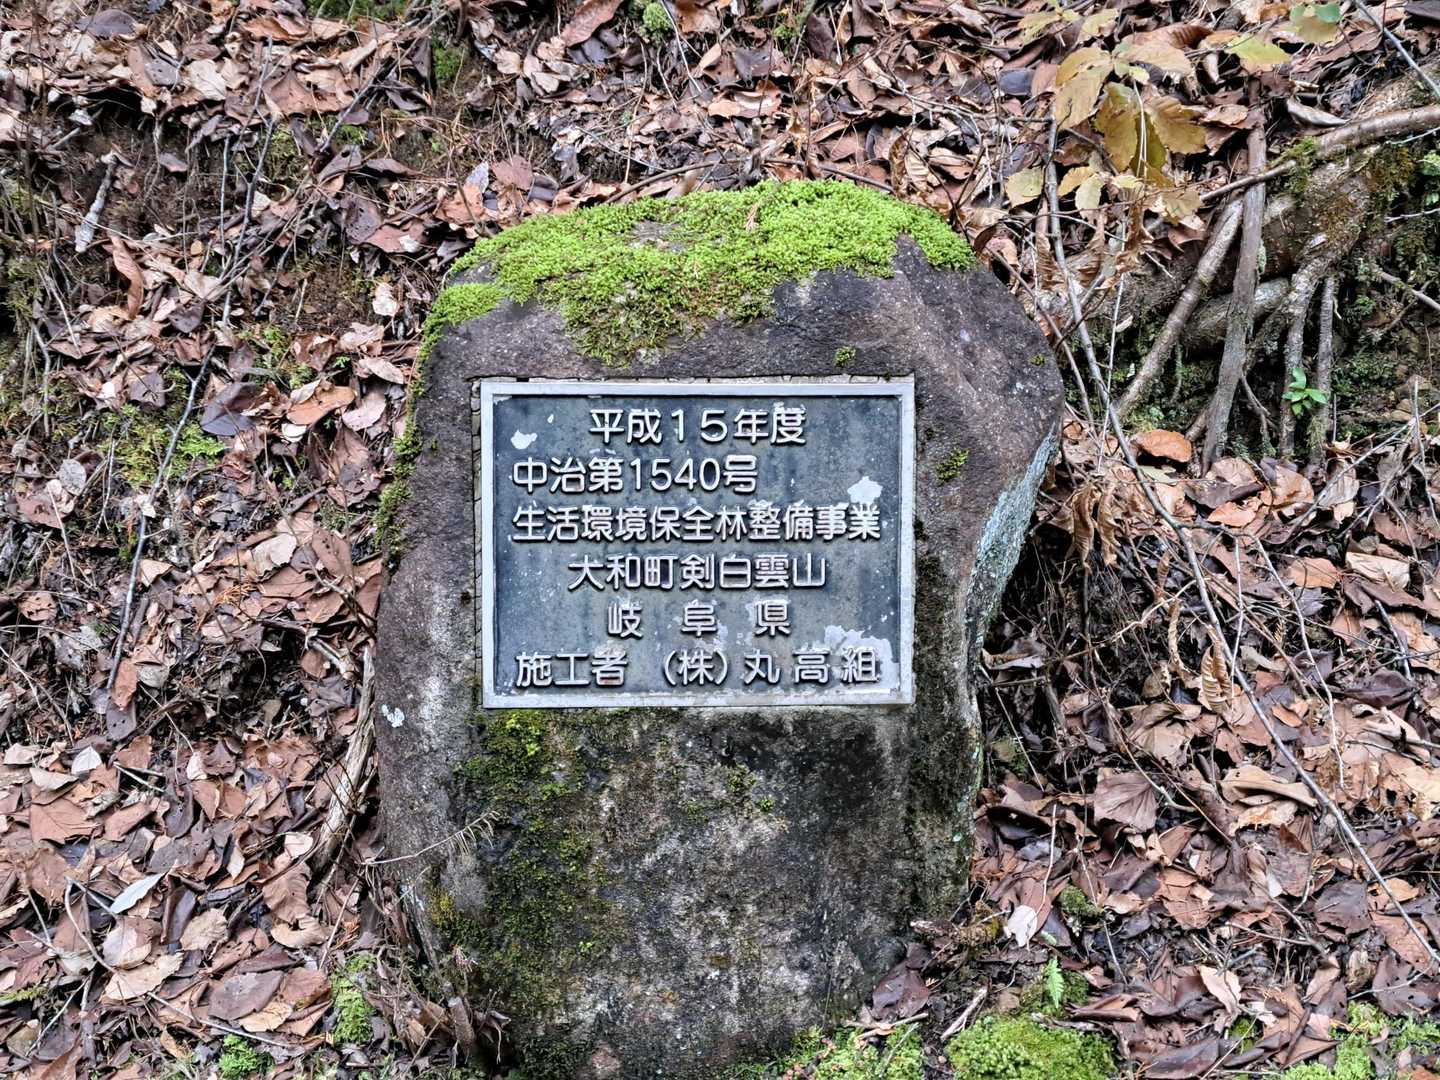 平成15年度
中治第1540号
生活環境保全林整備事業
大和町剣白雲山
岐阜県
施工者 (株)丸高組